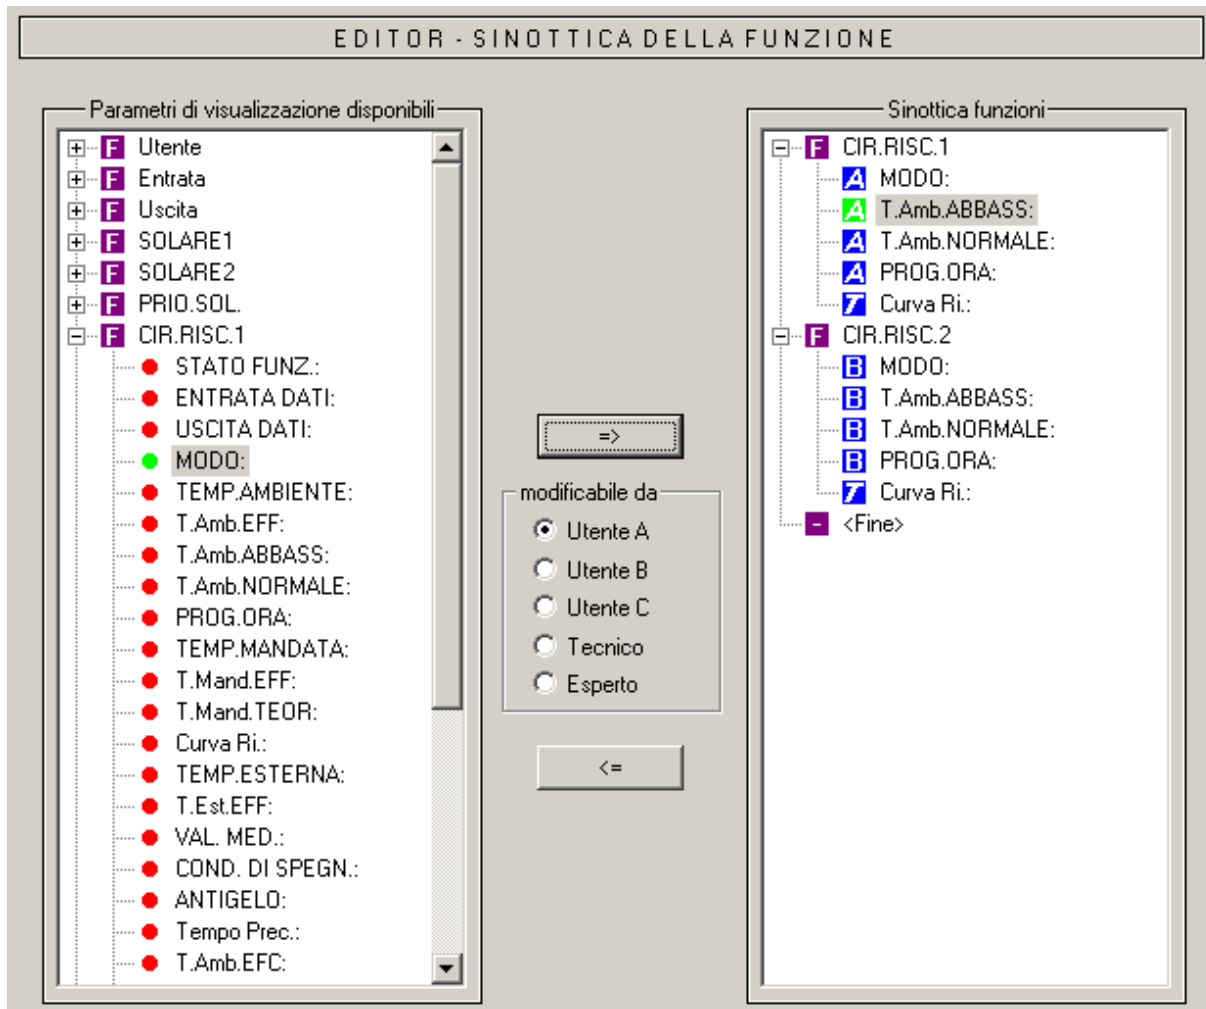 EDITOR - SINOTTICA DELLA FUNZIONE
Parametri di visualizzazione disponibili
F Utente
F Entrata
F Uscita
F SOLARE1
F SOLARE2
F PRIO.SOL.
F CIR.RISC.1
STATO FUNZ.:
ENTRATA DATI:
USCITA DATI:
MODO:
TEMP.AMBIENTE:
T.Amb.EFF:
T.Amb.ABBASS:
T.Amb.NORMALE:
PROG.ORA:
TEMP.MANDATA:
T.Mand.EFF:
T.Mand.TEOR:
Curva Ri.:
TEMP.ESTERNA:
T.Est.EFF:
VAL. MED.:
COND. DI SPEGN.:
ANTIGELO:
Tempo Prec.:
T.Amb.EFC:
=>
modificabile da
Utente A
Utente B
Utente C
Tecnico
Esperto
<=
Sinottica funzioni
F CIR.RISC.1
A MODO:
A T.Amb.ABBASS:
A T.Amb.NORMALE:
A PROG.ORA:
T Curva Ri.:
F CIR.RISC.2
B MODO:
B T.Amb.ABBASS:
B T.Amb.NORMALE:
B PROG.ORA:
T Curva Ri.:
- <Fine>